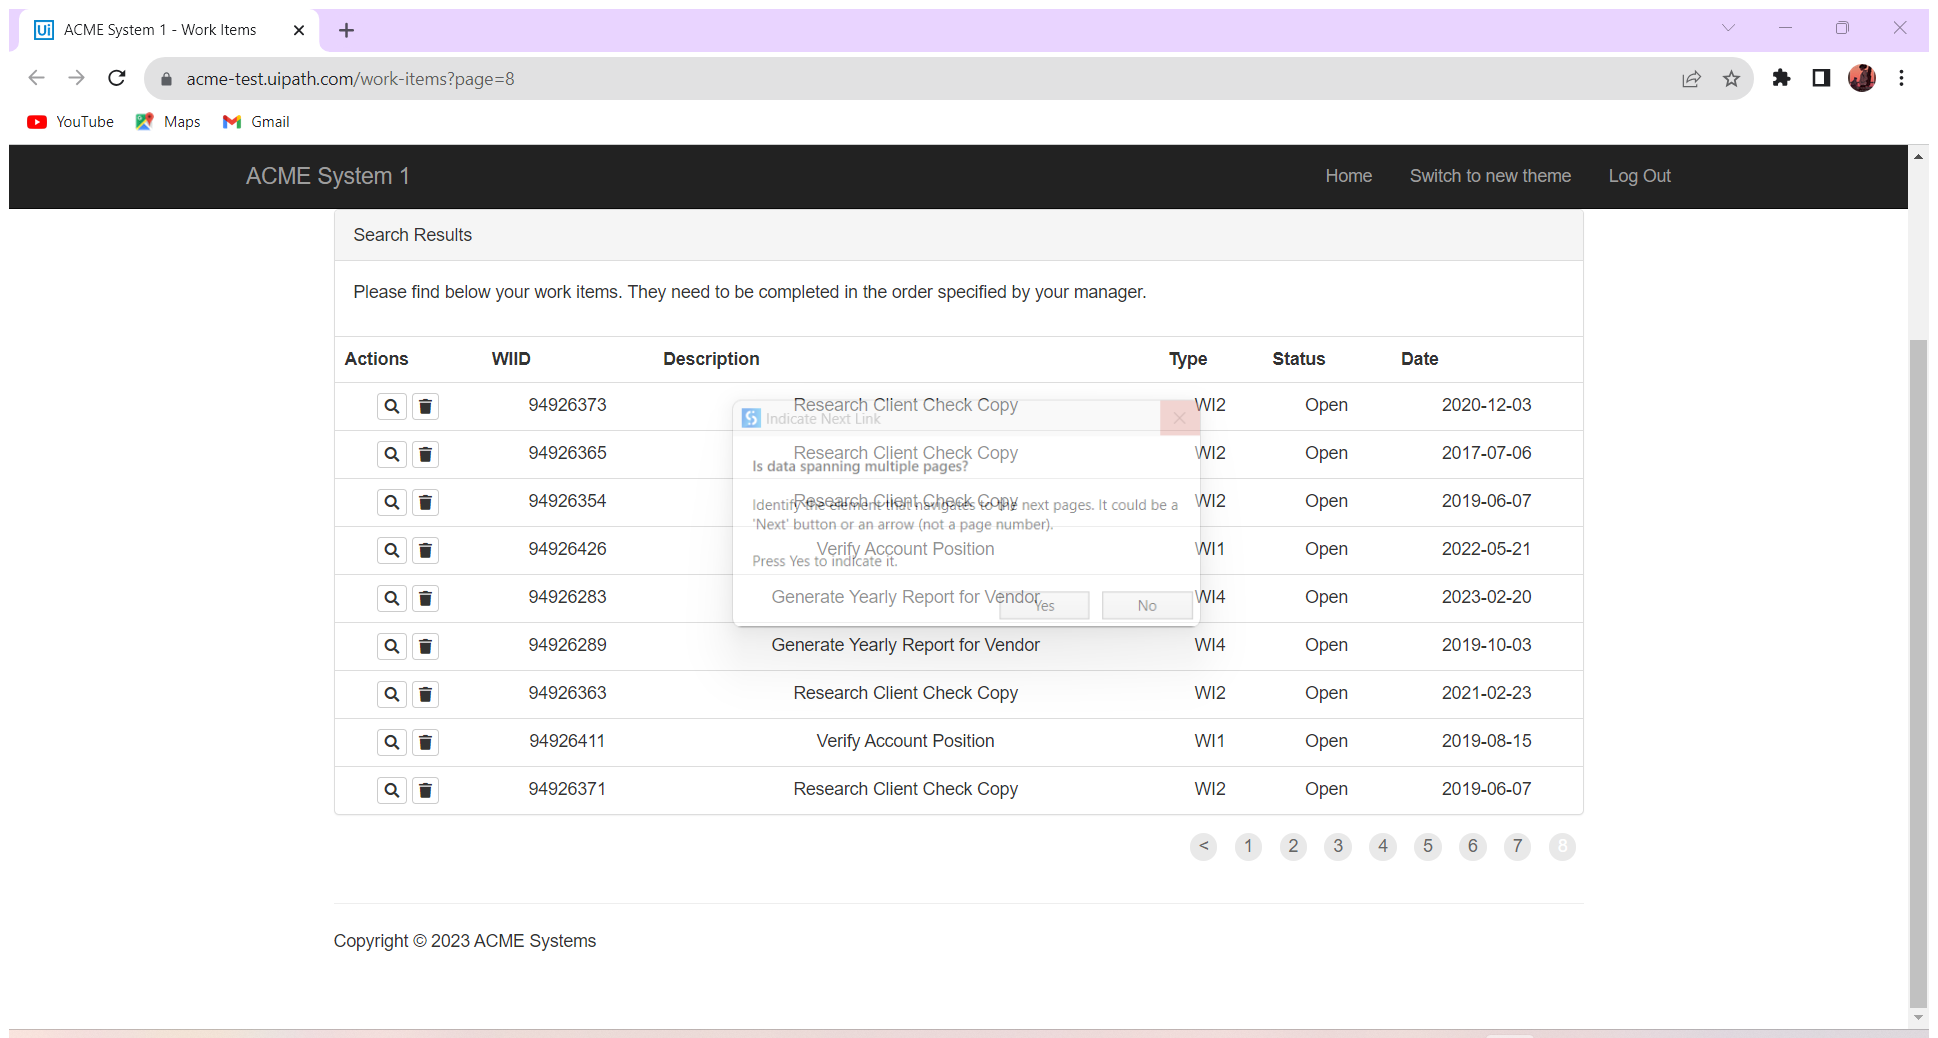 ACME System 1 - Work Items
acme-test.uipath.com/work-items?page=8
YouTube Maps Gmail
ACME System 1 Home Switch to new theme Log Out
Search Results
Please find below your work items. They need to be completed in the order specified by your manager.
Actions WIID Description Type Status Date
94926373 Research Client Check Copy WI2 Open 2020-12-03
Indicate Next Link
94926365 Research Client Check Copy WI2 Open 2017-07-06
Is data spanning multiple pages?
94926354 Research Client Check Copy WI2 Open 2019-06-07
Identify the element that navigates to the next pages. It could be a
'Next' button or an arrow (not a page number).
94926426 Verify Account Position WI1 Open 2022-05-21
Press Yes to indicate it.
94926283 Generate Yearly Report for Vendor WI4 Open 2023-02-20
Yes No
94926289 Generate Yearly Report for Vendor WI4 Open 2019-10-03
94926363 Research Client Check Copy WI2 Open 2021-02-23
94926411 Verify Account Position WI1 Open 2019-08-15
94926371 Research Client Check Copy WI2 Open 2019-06-07
< 1 2 3 4 5 6 7 8
Copyright © 2023 ACME Systems